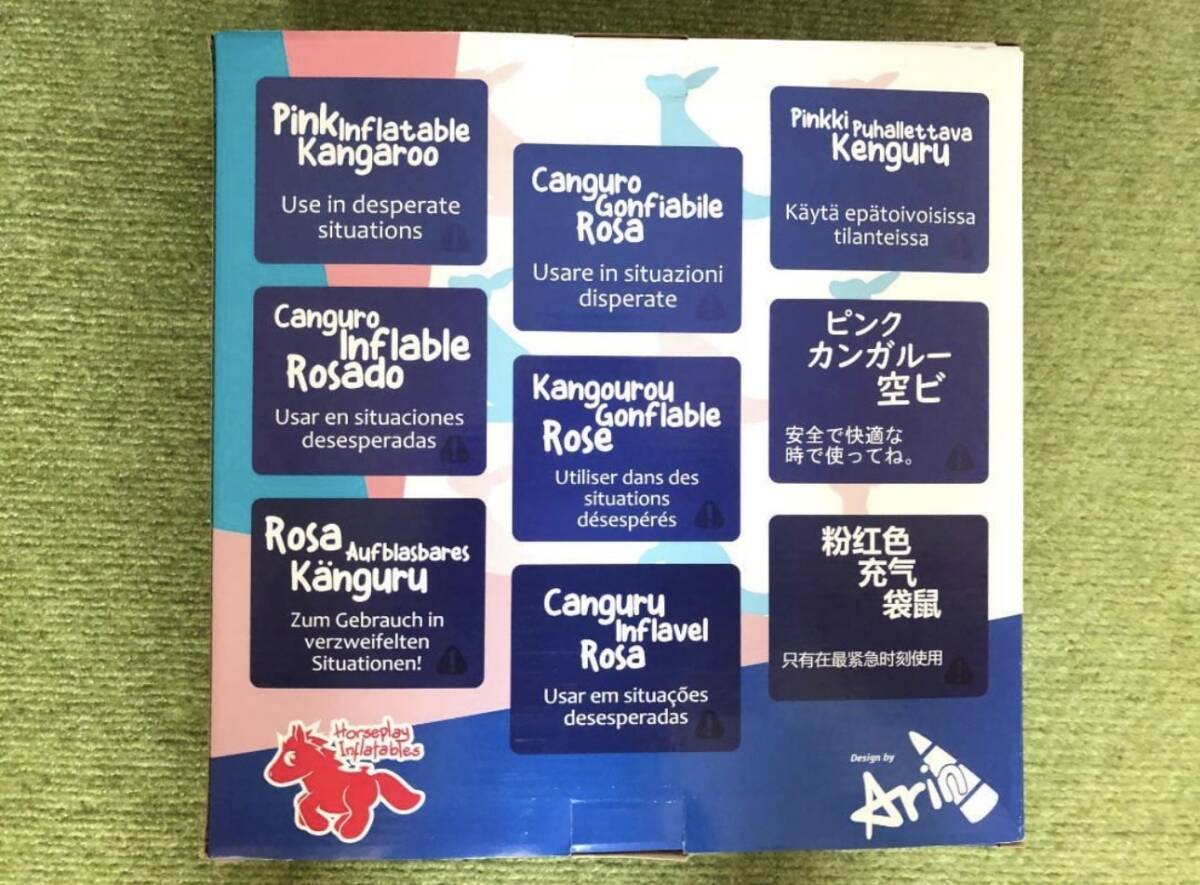 Pink Inflatable
Kangaroo
Use in desperate
situations
Canguro
Inflable
Rosado
Usar en situaciones
desesperadas
Rosa Aufblasbares
Känguru
Zum Gebrauch in
verzweifelten
Situationen!
Canguro
Gonfiabile
Rosa
Usare in situazioni
disperate
Kangourou
Gonflable
Rose
Utiliser dans des
situations
désespérés
Canguru
Inflavel
Rosa
Usar em situações
desesperadas
Pinkki Puhallettava
Kenguru
Käytä epätoivoisissa
tilanteissa
ピンク
カンガルー
空ビ
安全で快適な
時で使ってね。
粉红色
充气
袋鼠
只有在最紧急时刻使用
Horseplay
Inflatables
Design by
Arin